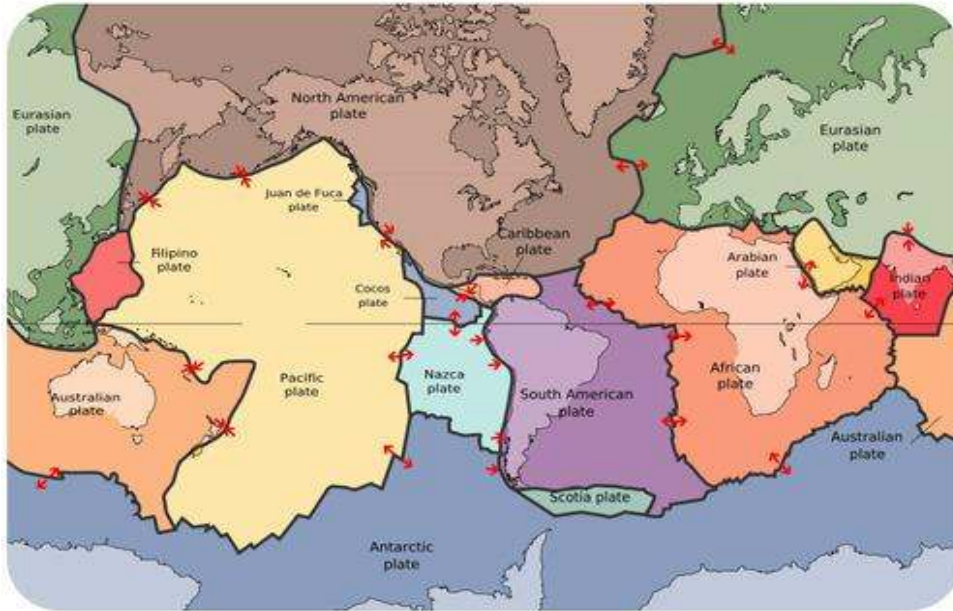 North American
plate
Eurasian
plate
Eurasian
plate
Juan de Fuca
plate
Caribbean
plate
Filipino
plate
Arabian
plate
Indian
plate
Cocos
plate
Pacific
plate
Nazca
plate
African
plate
Australian
plate
South American
plate
Australian
plate
Scotia plate
Antarctic
plate